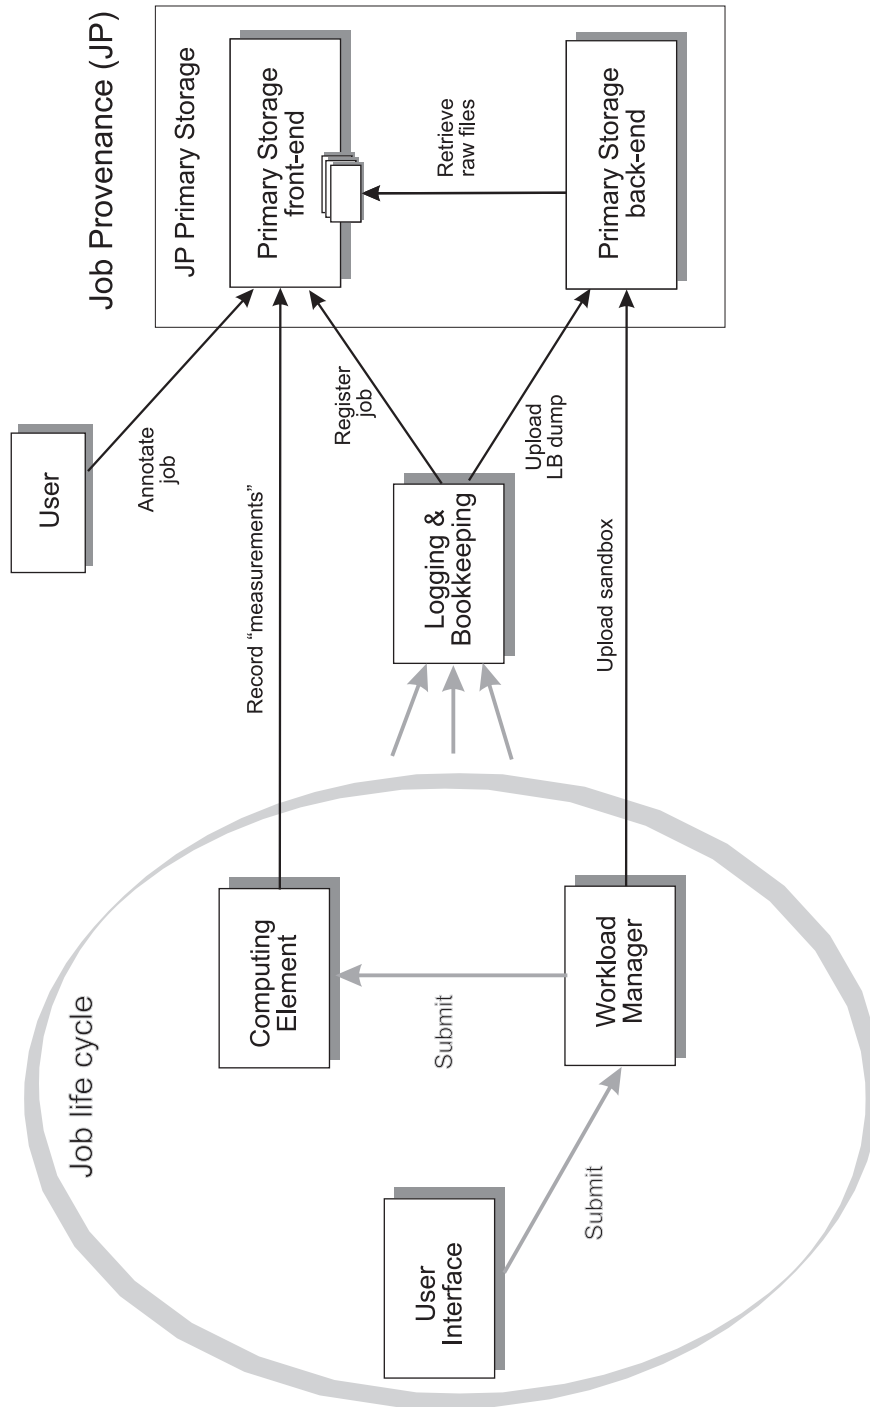 Job Provenance (JP)
JP Primary Storage
Primary Storage
front-end
Retrieve
raw files
Primary Storage
back-end
User
Annotate
job
Record “measurements”
Register
job
Upload
LB dump
Logging &
Bookkeeping
Upload sandbox
Job life cycle
Computing
Element
Submit
Workload
Manager
Submit
User
Interface